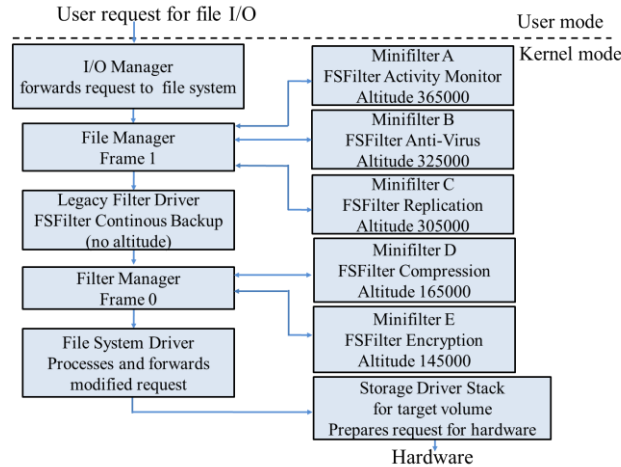 User request for file I/O
User mode
Kernel mode
I/O Manager
forwards request to file system
File Manager
Frame 1
Legacy Filter Driver
FSFilter Continous Backup
(no altitude)
Filter Manager
Frame 0
File System Driver
Processes and forwards
modified request
Minifilter A
FSFilter Activity Monitor
Altitude 365000
Minifilter B
FSFilter Anti-Virus
Altitude 325000
Minifilter C
FSFilter Replication
Altitude 305000
Minifilter D
FSFilter Compression
Altitude 165000
Minifilter E
FSFilter Encryption
Altitude 145000
Storage Driver Stack
for target volume
Prepares request for hardware
Hardware